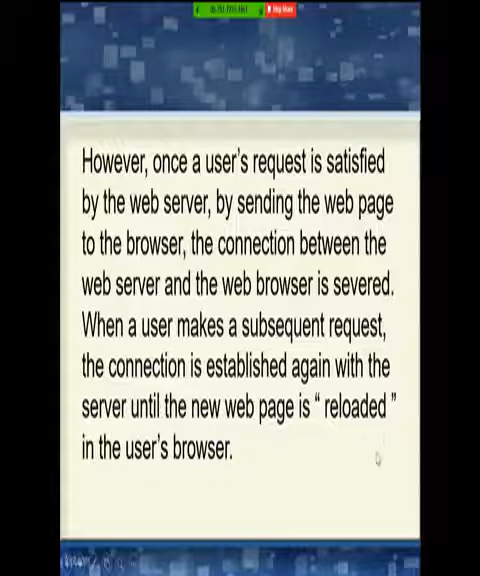 Stop Share
However, once a user's request is satisfied
by the web server, by sending the web page
to the browser, the connection between the
web server and the web browser is severed.
When a user makes a subsequent request,
the connection is established again with the
server until the new web page is “ reloaded ”
in the user's browser.